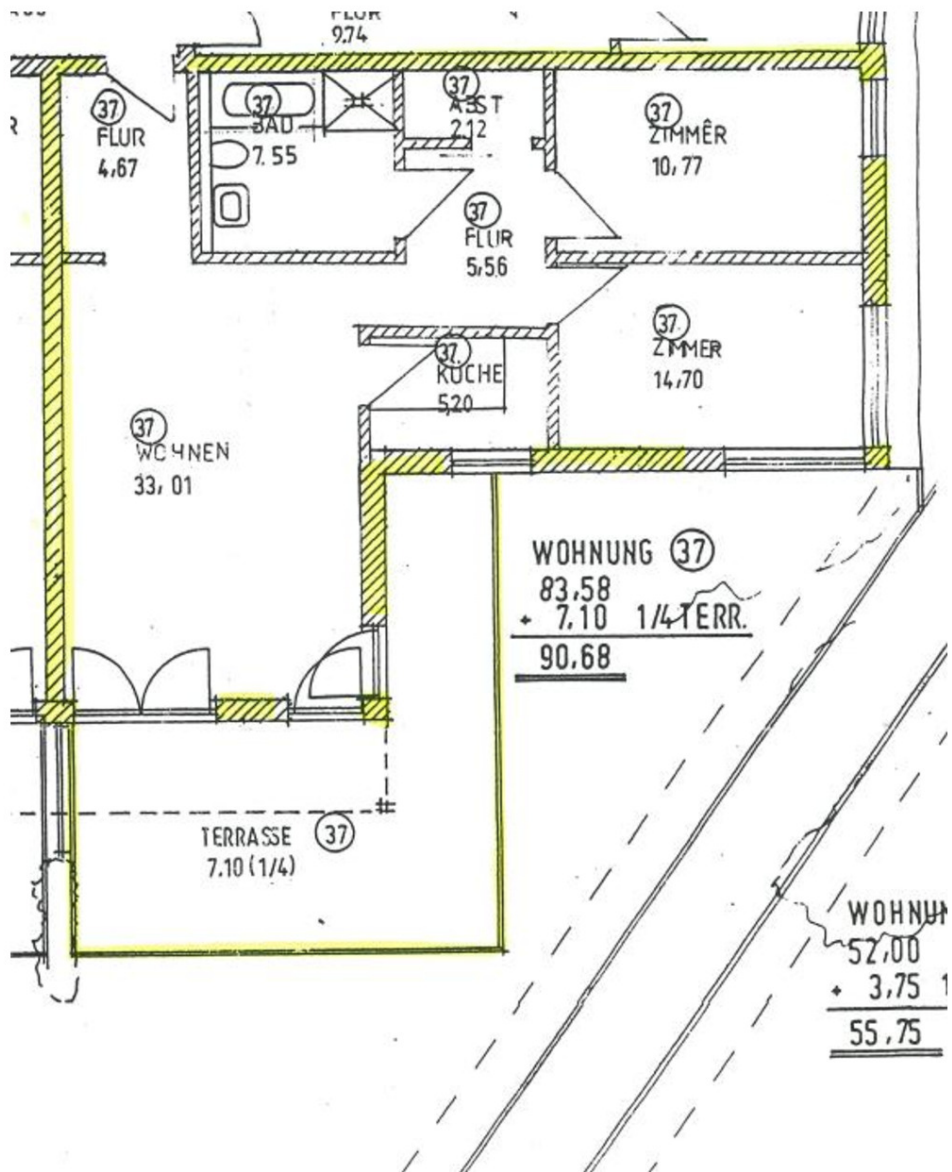 FLUR
9.74
37
FLUR
4,67
37
BAD
7.55
37
ABST
2.12
37
ZIMMER
10,77
37
FLUR
5,56
37
ZIMMER
14,70
37
KÜCHE
5,20
37
WOHNEN
33,01
WOHNUNG 37
83,58
+ 7,10 1/4 TERR.
90,68
TERRASSE 37
7.10 (1/4)
WOHNUN
52,00
+ 3,75 1
55,75